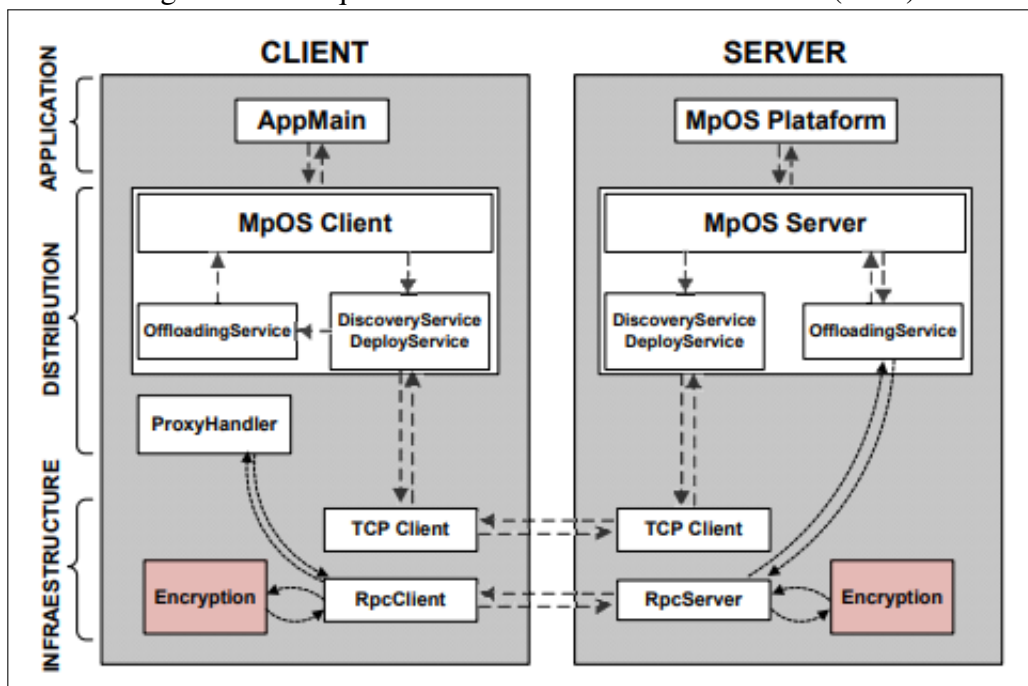 CLIENT
SERVER
APPLICATION
AppMain
MpOS Plataform
DISTRIBUTION
MpOS Client
MpOS Server
OffloadingService
DiscoveryService
DeployService
DiscoveryService
DeployService
OffloadingService
ProxyHandler
INFRAESTRUCTURE
TCP Client
TCP Client
Encryption
RpcClient
RpcServer
Encryption